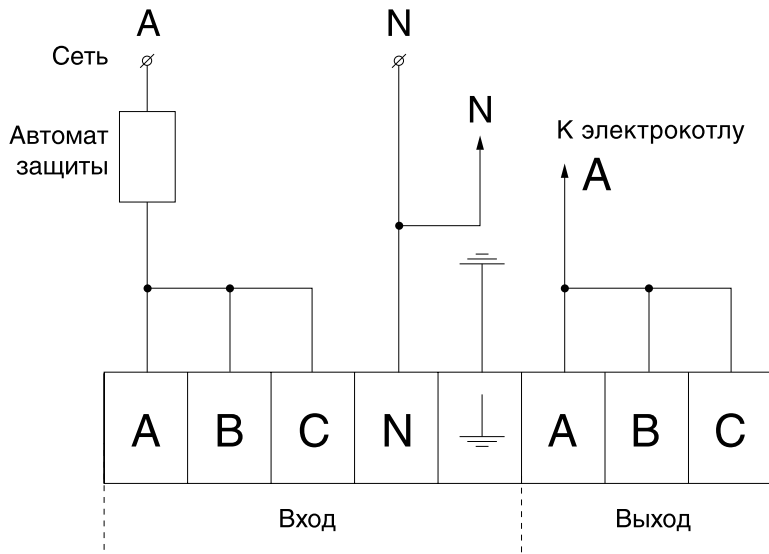 A
N
Сеть
N
Автомат
защиты
К электрокотлу
A
A B C N A B C
Вход
Выход